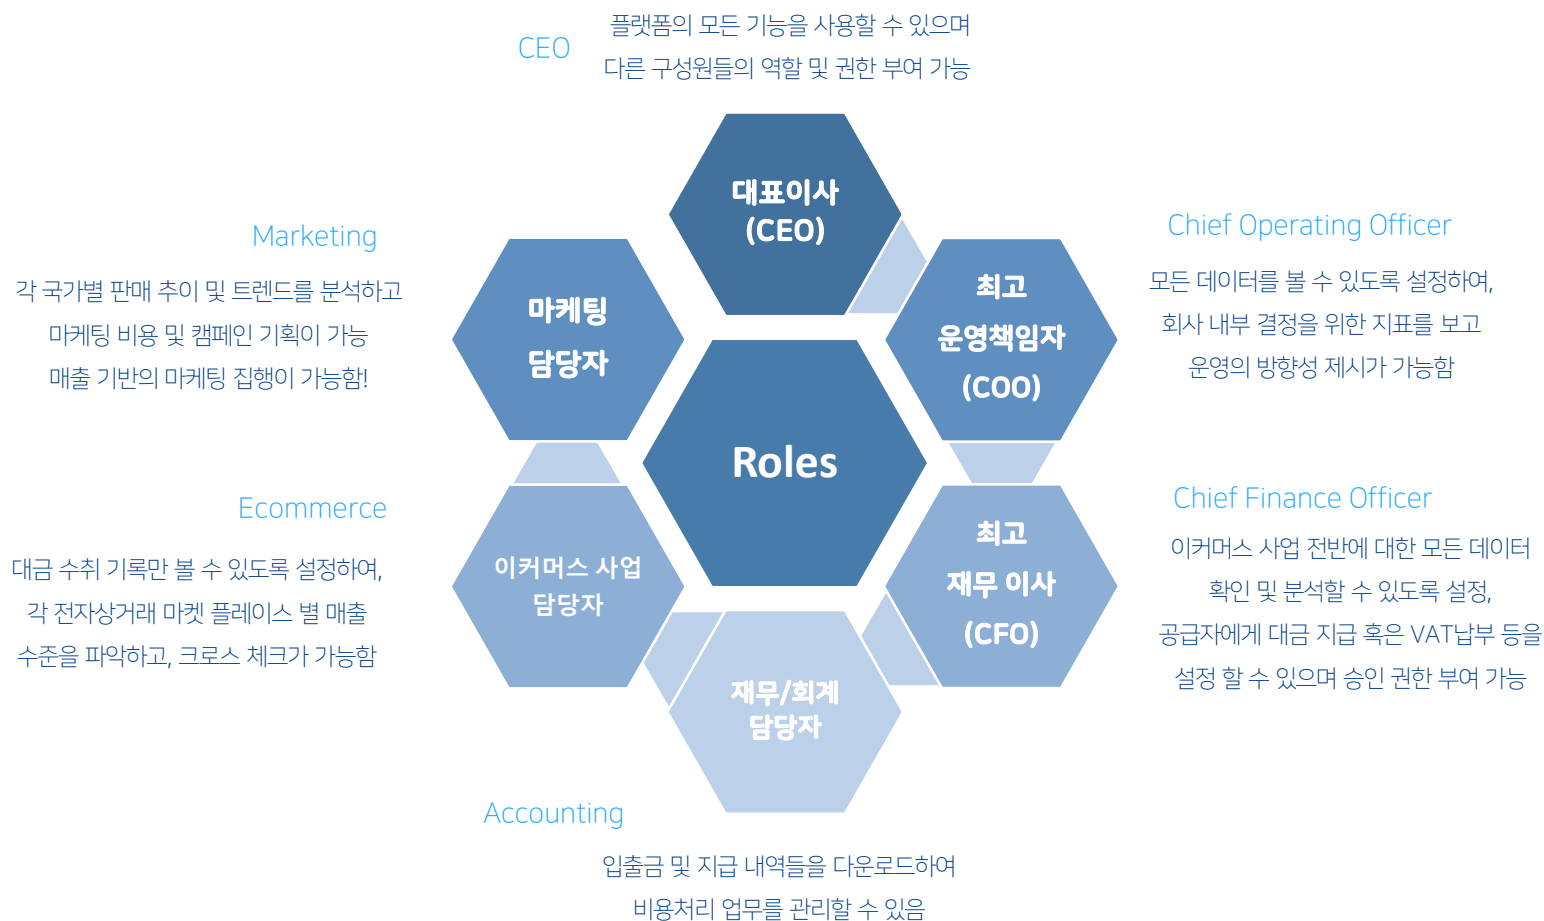 CEO
플랫폼의 모든 기능을 사용할 수 있으며
다른 구성원들의 역할 및 권한 부여 가능
대표이사
(CEO)
Marketing
각 국가별 판매 추이 및 트렌드를 분석하고
마케팅 비용 및 캠페인 기획이 가능
매출 기반의 마케팅 집행이 가능함!
마케팅
담당자
최고
운영책임자
(COO)
Chief Operating Officer
모든 데이터를 볼 수 있도록 설정하여,
회사 내부 결정을 위한 지표를 보고
운영의 방향성 제시가 가능함
Roles
Ecommerce
대금 수취 기록만 볼 수 있도록 설정하여,
각 전자상거래 마켓 플레이스 별 매출
수준을 파악하고, 크로스 체크가 가능함
이커머스 사업
담당자
최고
재무 이사
(CFO)
Chief Finance Officer
이커머스 사업 전반에 대한 모든 데이터
확인 및 분석할 수 있도록 설정,
공급자에게 대금 지급 혹은 VAT납부 등을
설정 할 수 있으며 승인 권한 부여 가능
재무/회계
담당자
Accounting
입출금 및 지급 내역들을 다운로드하여
비용처리 업무를 관리할 수 있음